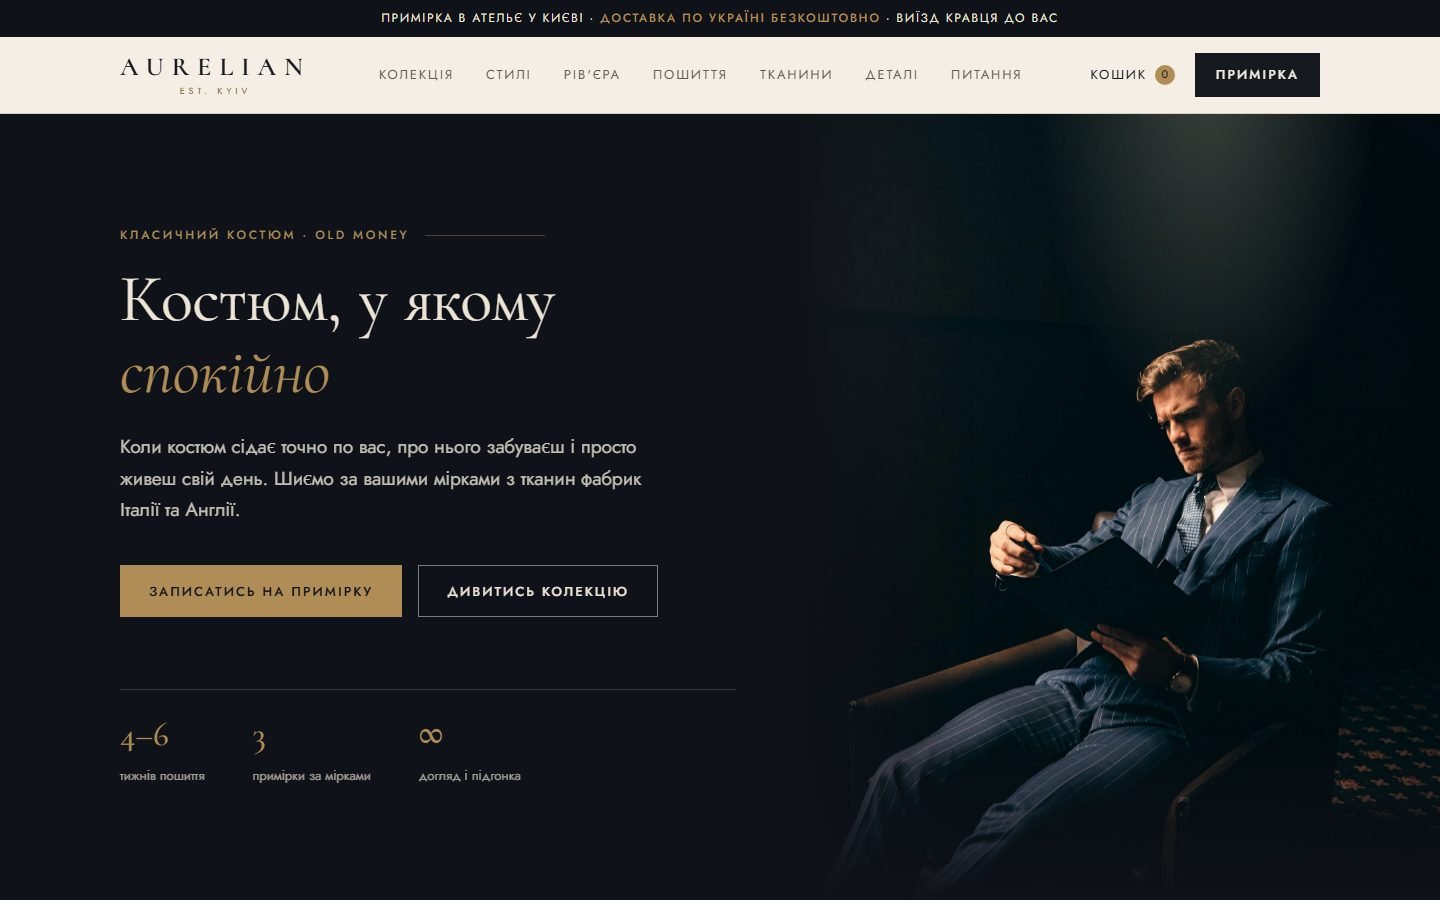 ПРИМІРКА В АТЕЛЬЄ У КИЄВІ · ДОСТАВКА ПО УКРАЇНІ БЕЗКОШТОВНО · ВИЇЗД КРАВЦЯ ДО ВАС
AURELIAN
EST. KYIV
КОЛЕКЦІЯ СТИЛІ РІВ'ЄРА ПОШИТТЯ ТКАНИНИ ДЕТАЛІ ПИТАННЯ КОШИК 0 ПРИМІРКА
КЛАСИЧНИЙ КОСТЮМ · OLD MONEY
Костюм, у якому
спокійно
Коли костюм сідає точно по вас, про нього забуваєш і просто
живеш свій день. Шиємо за вашими мірками з тканин фабрик
Італії та Англії.
ЗАПИСАТИСЬ НА ПРИМІРКУ ДИВИТИСЬ КОЛЕКЦІЮ
4–6 3 ∞
тижнів пошиття примірки за мірками догляд і підгонка